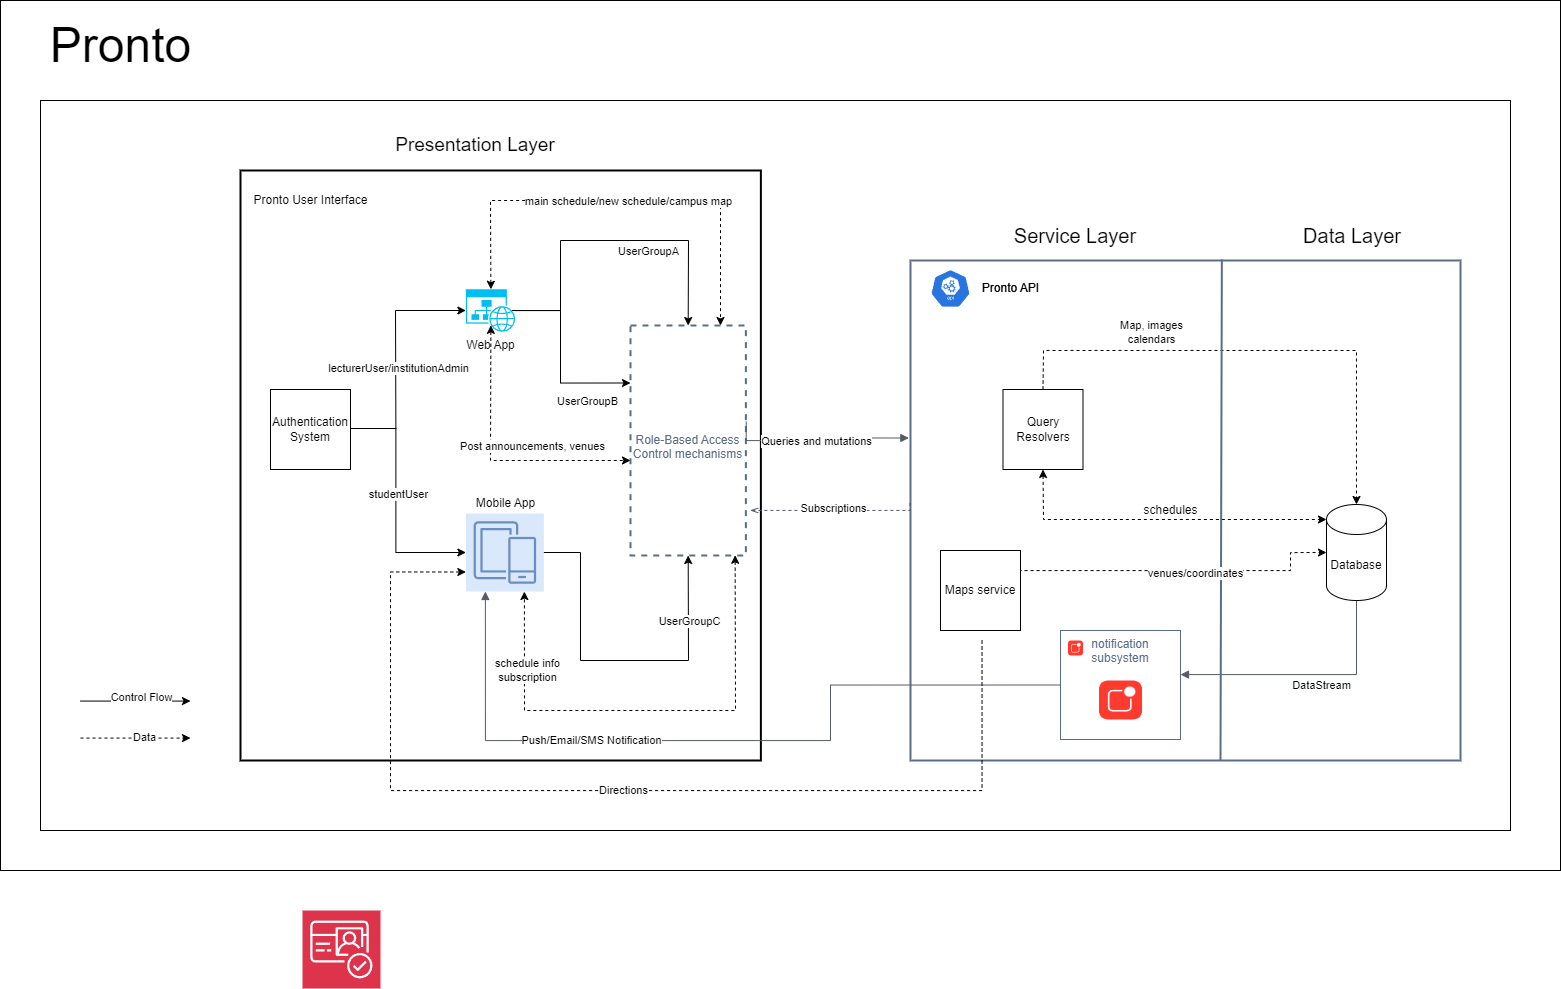 Pronto
Presentation Layer
Pronto User Interface
main schedule/new schedule/campus map
UserGroupA
Service Layer
Data Layer
Pronto API
Web App
Map, images
calendars
lecturerUser/institutionAdmin
UserGroupB
Authentication
System
Post announcements, venues
Role-Based Access
Control mechanisms
Queries and mutations
Query
Resolvers
studentUser
Mobile App
Subscriptions
schedules
Database
venues/coordinates
Maps service
UserGroupC
notification
subsystem
schedule info
subscription
DataStream
Control Flow
Data
Push/Email/SMS Notification
Directions
api